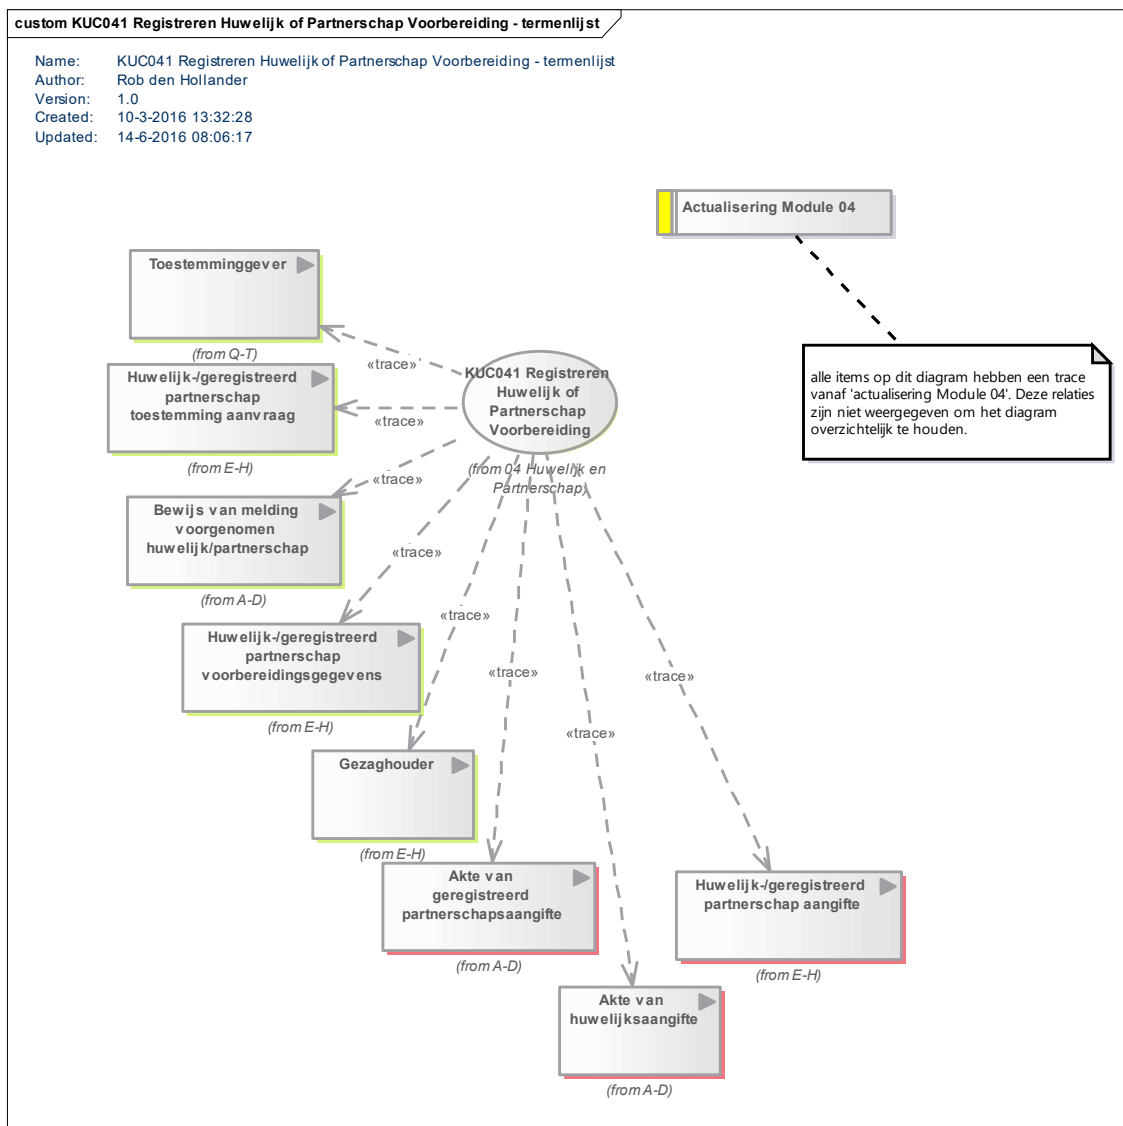 custom KUC041 Registreren Huwelijk of Partnerschap Voorbereiding - termenlijst
Name: KUC041 Registreren Huwelijk of Partnerschap Voorbereiding - termenlijst
Author: Rob den Hollander
Version: 1.0
Created: 10-3-2016 13:32:28
Updated: 14-6-2016 08:06:17
Actualisering Module 04
alle items op dit diagram hebben een trace
vanaf 'actualisering Module 04'. Deze relaties
zijn niet weergegeven om het diagram
overzichtelijk te houden.
Toestemminggever
(from Q-T)
«trace»
KUC041 Registreren
Huwelijk of
Partnerschap
Voorbereiding
(from 04 Huwelijk en
Partnerschap)
Huwelijk-/geregistreerd
partnerschap
toestemming aanvraag
(from E-H)
«trace»
Bewijs van melding
voorgenomen
huwelijk/partnerschap
(from A-D)
«trace»
Huwelijk-/geregistreerd
partnerschap
voorbereidingsgegevens
(from E-H)
«trace»
Gezaghouder
(from E-H)
«trace»
Akte van
geregistreerd
partnerschapsaangifte
(from A-D)
«trace»
Akte van
huwelijksaangifte
(from A-D)
«trace»
Huwelijk-/geregistreerd
partnerschap aangifte
(from E-H)
«trace»